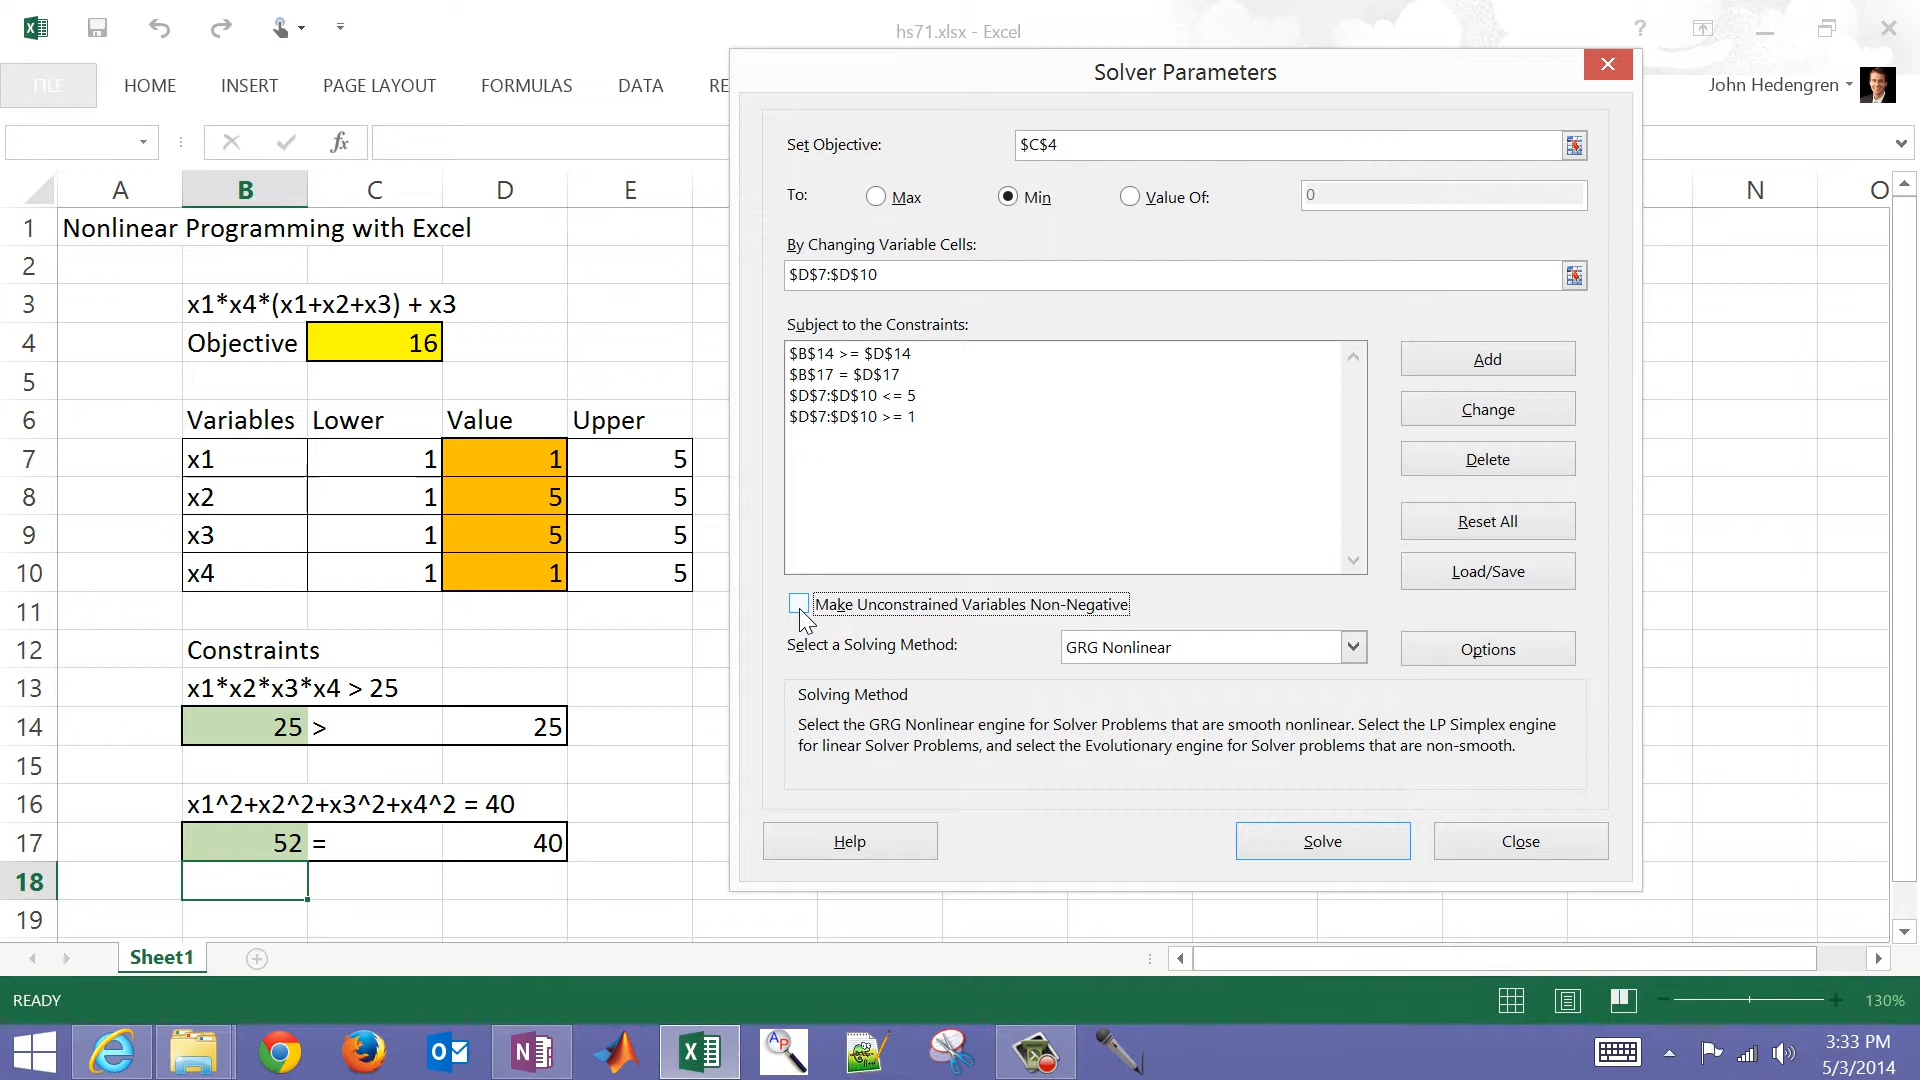 hs71.xlsx - Excel
FILE HOME INSERT PAGE LAYOUT FORMULAS DATA RE
John Hedengren
fx
A B C D E N O
1 Nonlinear Programming with Excel
2
3 x1*x4*(x1+x2+x3) + x3
4 Objective 16
5
6 Variables Lower Value Upper
7 x1 1 1 5
8 x2 1 5 5
9 x3 1 5 5
10 x4 1 1 5
11
12 Constraints
13 x1*x2*x3*x4 > 25
14 25 > 25
15
16 x1^2+x2^2+x3^2+x4^2 = 40
17 52 = 40
18
19
Solver Parameters
Set Objective: $C$4
To: Max Min Value Of: 0
By Changing Variable Cells:
$D$7:$D$10
Subject to the Constraints:
$B$14 >= $D$14
$B$17 = $D$17
$D$7:$D$10 <= 5
$D$7:$D$10 >= 1
Add
Change
Delete
Reset All
Load/Save
Make Unconstrained Variables Non-Negative
Select a Solving Method: GRG Nonlinear Options
Solving Method
Select the GRG Nonlinear engine for Solver Problems that are smooth nonlinear. Select the LP Simplex engine
for linear Solver Problems, and select the Evolutionary engine for Solver problems that are non-smooth.
Help Solve Close
Sheet1
READY 130%
3:33 PM
5/3/2014